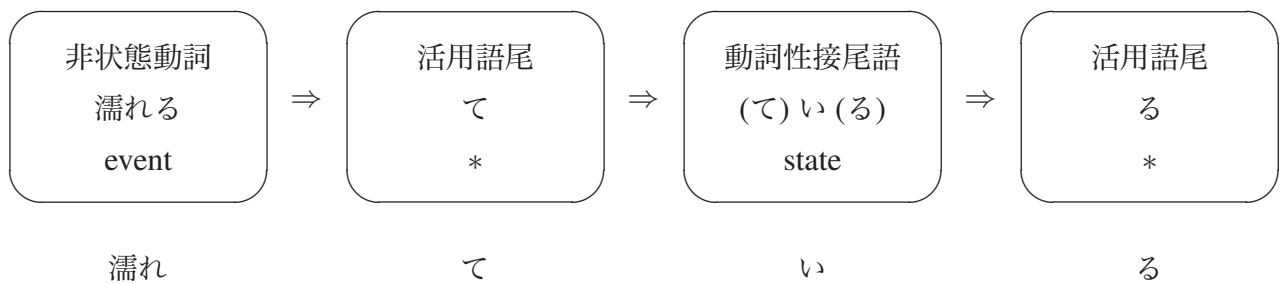 非状態動詞 活用語尾 動詞性接尾語 活用語尾
濡れる ⇒ て ⇒ (て) い (る) ⇒ る
event * state *
濡れ て い る